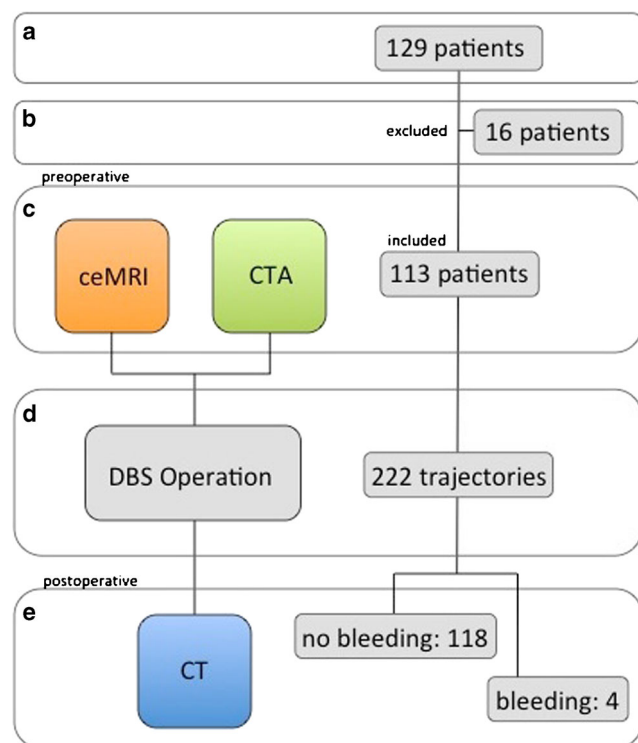 a
129 patients
b
excluded
16 patients
preoperative
c
ceMRI
CTA
included
113 patients
d
DBS Operation
222 trajectories
postoperative
e
CT
no bleeding: 118
bleeding: 4